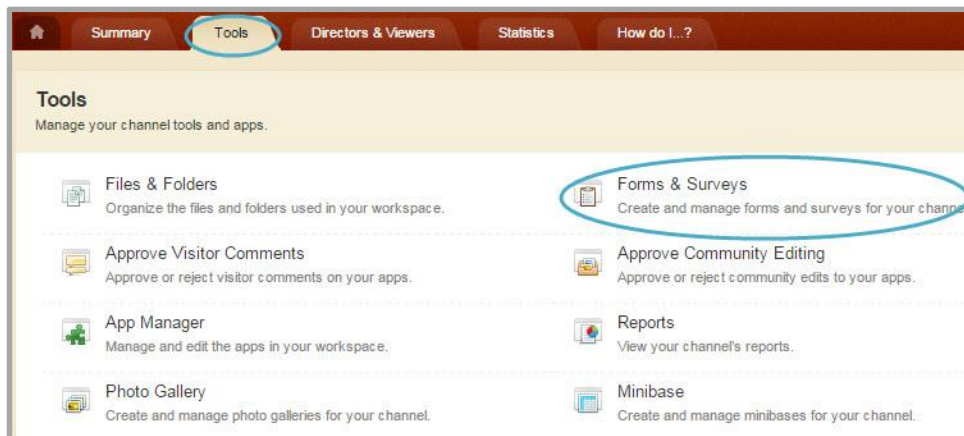 Summary Tools Directors & Viewers Statistics How do I...?
Tools
Manage your channel tools and apps.
Files & Folders
Organize the files and folders used in your workspace.
Forms & Surveys
Create and manage forms and surveys for your channe
Approve Visitor Comments
Approve or reject visitor comments on your apps.
Approve Community Editing
Approve or reject community edits to your apps.
App Manager
Manage and edit the apps in your workspace.
Reports
View your channel's reports.
Photo Gallery
Create and manage photo galleries for your channel.
Minibase
Create and manage minibases for your channel.